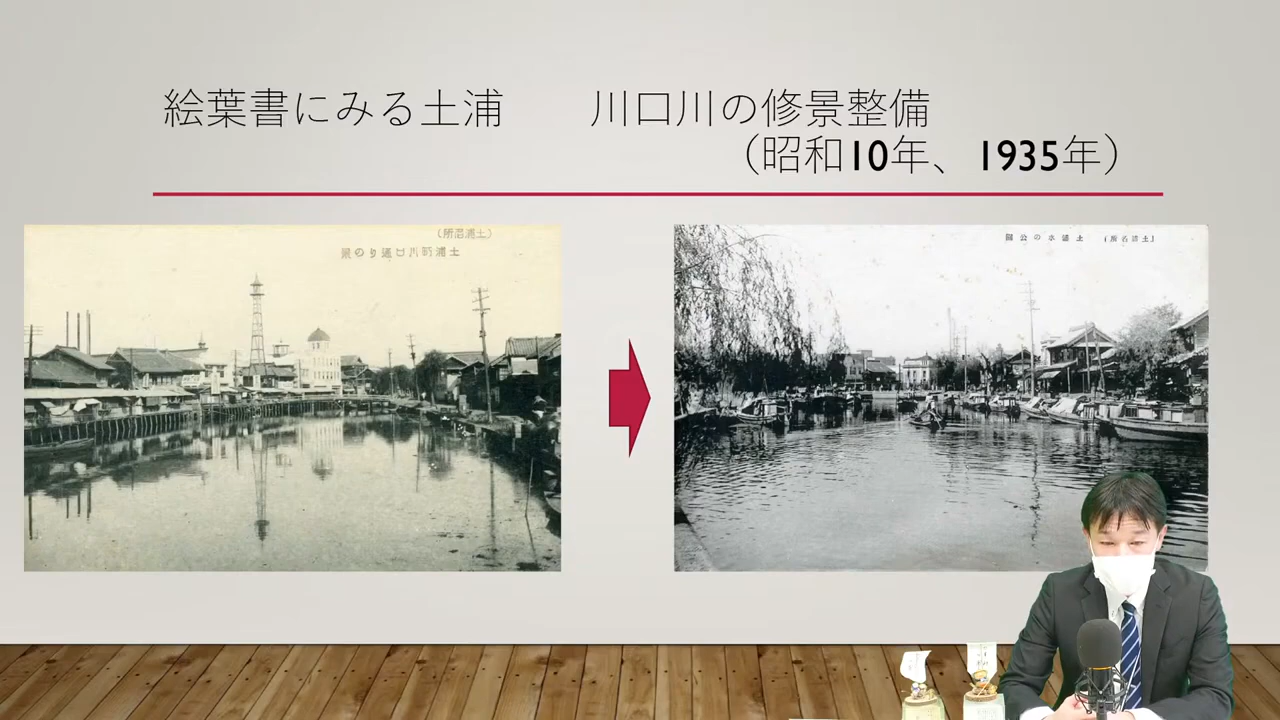 絵葉書にみる土浦　　川口川の修景整備
（昭和10年、1935年）
（土浦名所）
土浦町川口通りの景
（土浦名所）　土浦水の公園